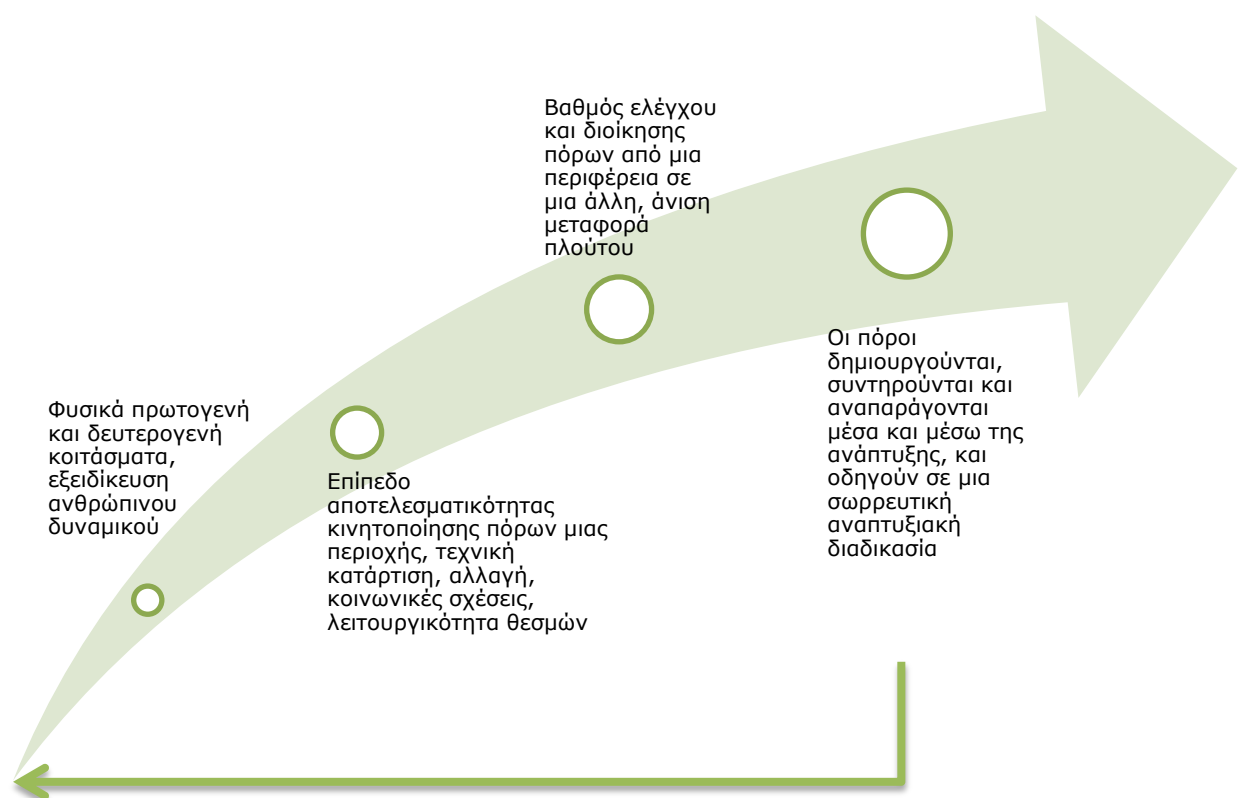 Φυσικά πρωτογενή
και δευτερογενή
κοιτάσματα,
εξειδίκευση
ανθρώπινου
δυναμικού
Επίπεδο
αποτελεσματικότητας
κινητοποίησης πόρων μιας
περιοχής, τεχνική
κατάρτιση, αλλαγή,
κοινωνικές σχέσεις,
λειτουργικότητα θεσμών
Βαθμός ελέγχου
και διοίκησης
πόρων από μια
περιφέρεια σε
μια άλλη, άνιση
μεταφορά
πλούτου
Οι πόροι
δημιουργούνται,
συντηρούνται και
αναπαράγονται
μέσα και μέσω της
ανάπτυξης, και
οδηγούν σε μια
σωρρευτική
αναπτυξιακή
διαδικασία